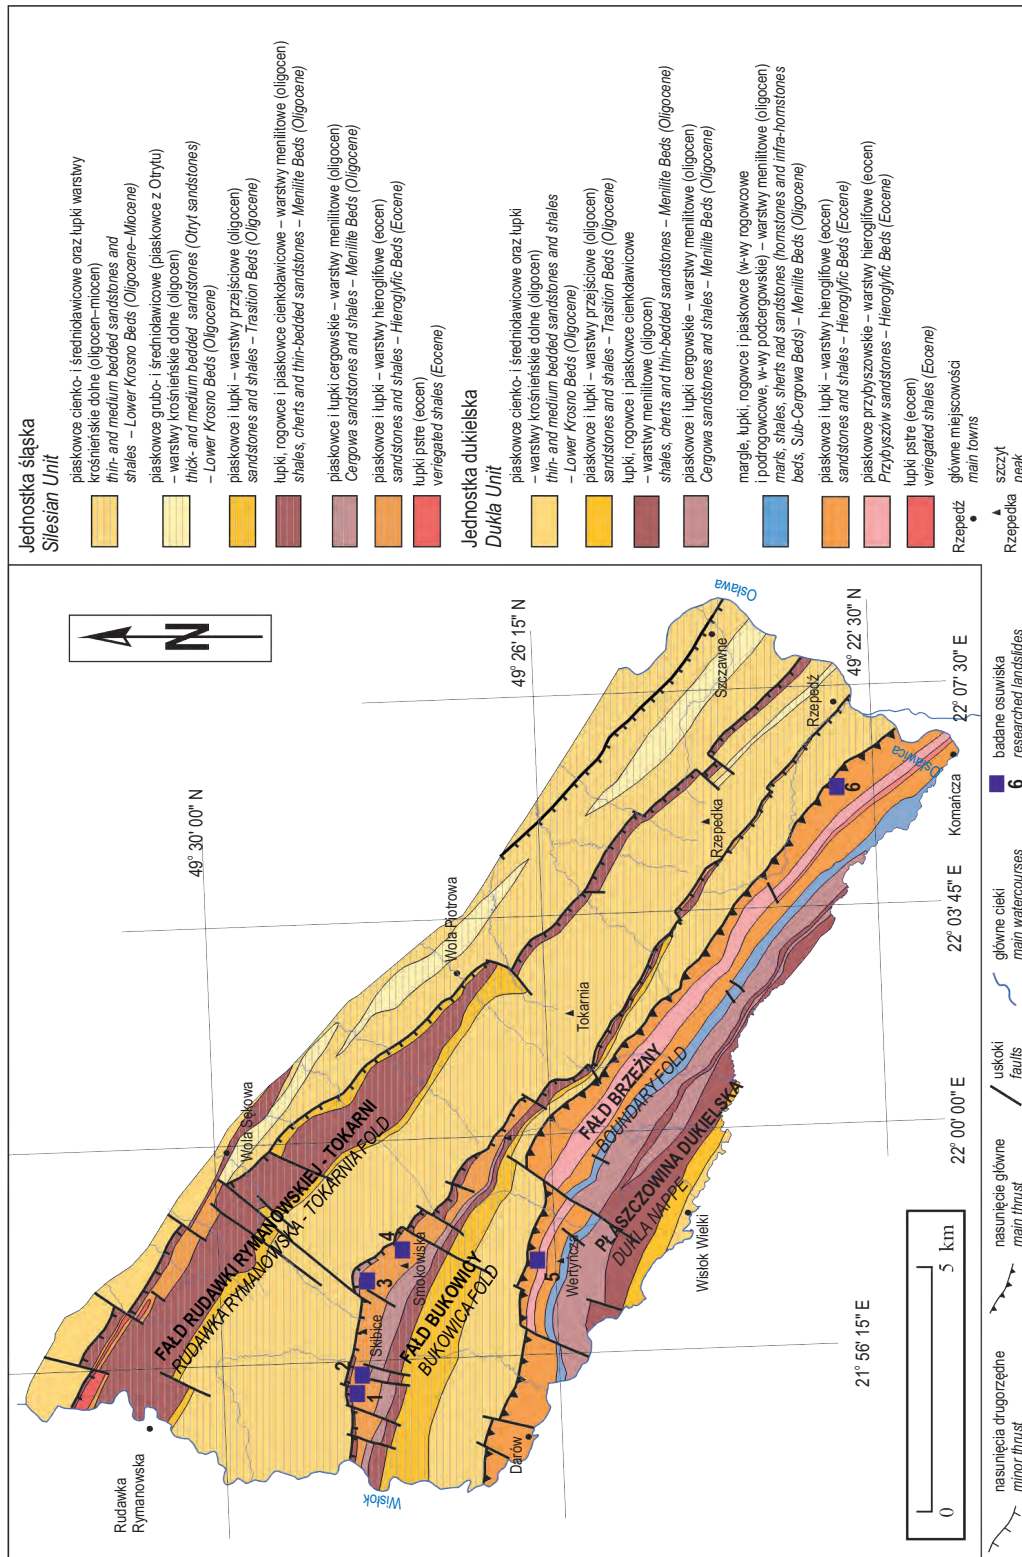 Jednostka śląska
Silesian Unit
piaskowce cienko- i średnioławicowe oraz łupki warstwy
krośnieńskie dolne (oligocen–miocen)
thin- and medium bedded sandstones and
shales – Lower Krosno Beds (Oligocene–Miocene)
piaskowce grubo- i średnioławicowe (piaskowce z Otrytu)
– warstwy krośnieńskie dolne (oligocen)
thick- and medium bedded sandstones (Otryt sandstones)
– Lower Krosno Beds (Oligocene)
piaskowce i łupki – warstwy przejściowe (oligocen)
sandstones and shales – Trasition Beds (Oligocene)
łupki, rogowce i piaskowce cienkoławicowe – warstwy menilitowe (oligocen)
shales, cherts and thin-bedded sandstones – Menilite Beds (Oligocene)
piaskowce i łupki cergowskie – warstwy menilitowe (oligocen)
Cergowa sandstones and shales – Menilite Beds (Oligocene)
piaskowce i łupki – warstwy hieroglifowe (eocen)
sandstones and shales – Hieroglyfic Beds (Eocene)
łupki pstre (eocen)
veriegated shales (Eocene)
Jednostka dukielska
Dukla Unit
piaskowce cienko- i średnioławicowe oraz łupki
– warstwy krośnieńskie dolne (oligocen)
thin- and medium bedded sandstones and shales
– Lower Krosno Beds (Oligocene)
piaskowce i łupki – warstwy przejściowe (oligocen)
sandstones and shales – Trasition Beds (Oligocene)
łupki, rogowce i piaskowce cienkoławicowe
– warstwy menilitowe (oligocen)
shales, cherts and thin-bedded sandstones – Menilite Beds (Oligocene)
piaskowce i łupki cergowskie – warstwy menilitowe (oligocen)
Cergowa sandstones and shales – Menilite Beds (Oligocene)
margle, łupki, rogowce i piaskowce (w-wy rogowcowe
i podrogowcowe, w-wy podcergowskie) – warstwy menilitowe (oligocen)
marls, shales, sherts nad sandstones (hornstones and infra-hornstones
beds, Sub-Cergowa Beds) – Menilite Beds (Oligocene)
piaskowce i łupki – warstwy hieroglifowe (eocen)
sandstones and shales – Hieroglyfic Beds (Eocene)
piaskowce przybyszowskie – warstwy hieroglifowe (eocen)
Przybyszów sandstones – Hieroglyfic Beds (Eocene)
łupki pstre (eocen)
veriegated shales (Eocene)
Rzepedź
główne miejscowości
main towns
Rzepedka
szczyt
peak
N
49° 30' 00" N
49° 26' 15" N
49° 22' 30" N
21° 56' 15" E
22° 00' 00" E
22° 03' 45" E
22° 07' 30" E
Rudawka
Rymanowska
Wola Sękowa
Wola Piotrowa
Szczawne
Osława
Rzepedź
Rzepedka
Tokarnia
Osławica
Komańcza
FAŁD RUDAWKI RYMANOWSKIEJ - TOKARNI
RUDAWKA RYMANOWSKA - TOKARNIA FOLD
Skibice
Smokowiska
FAŁD BUKOWICY
BUKOWICA FOLD
FAŁD BRZEŻNY
BOUNDARY FOLD
PŁASZCZOWINA DUKIELSKA
DUKLA NAPPE
Wisłok
Darów
Wertyńcza
Wisłok Wielki
1
2
3
4
5
6
0
5 km
nasunięcia drugorzędne
minor thrust
nasunięcie główne
main thrust
uskoki
faults
główne cieki
main watercourses
6
badane osuwiska
researched landslides